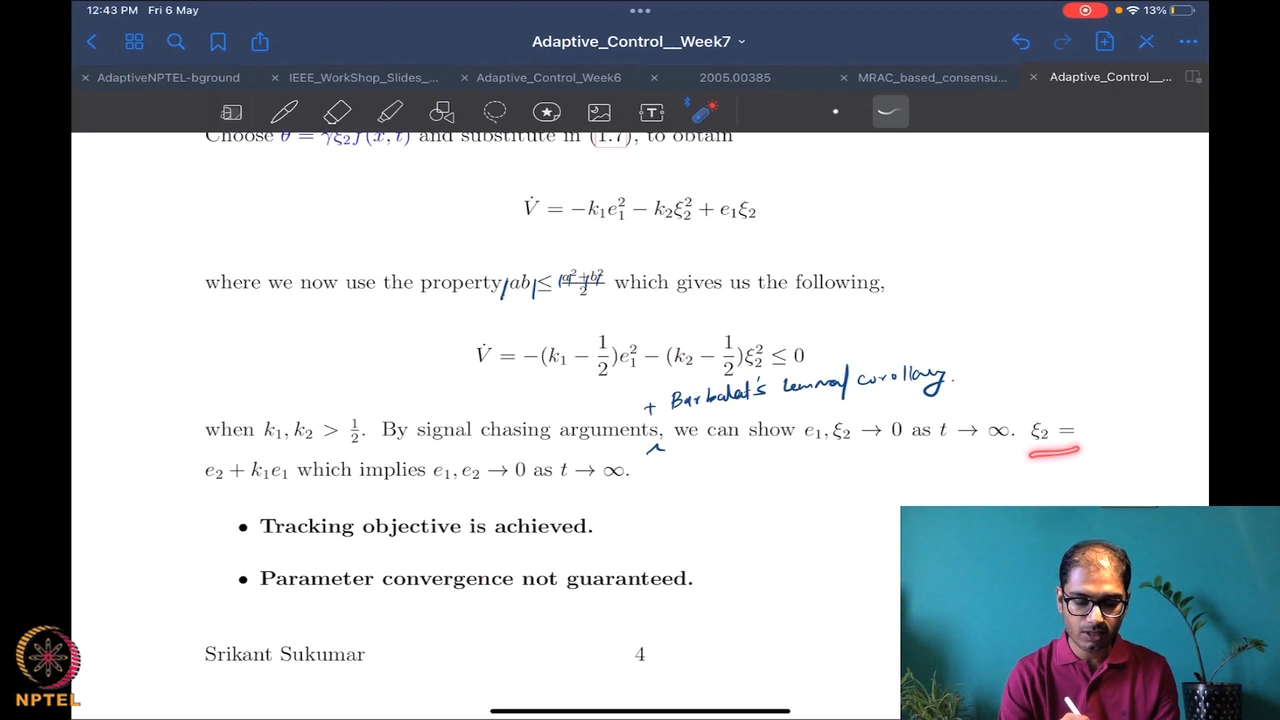 12:43 PM Fri 6 May
13%
Adaptive_Control__Week7
AdaptiveNPTEL-bground
IEEE_WorkShop_Slides_...
Adaptive_Control_Week6
2005.00385
MRAC_based_consensu...
Adaptive_Control__...
Choose θ̇ = γξ₂f(x, t) and substitute in (1.7), to obtain
V̇ = −k₁e₁² − k₂ξ₂² + e₁ξ₂
where we now use the property |ab| ≤ (|a|²+|b|²)/2 which gives us the following,
V̇ = −(k₁ − 1/2)e₁² − (k₂ − 1/2)ξ₂² ≤ 0
+ Barbalat's lemma/corollary.
when k₁, k₂ > 1/2. By signal chasing arguments, we can show e₁, ξ₂ → 0 as t → ∞. ξ₂ =
e₂ + k₁e₁ which implies e₁, e₂ → 0 as t → ∞.
• Tracking objective is achieved.
• Parameter convergence not guaranteed.
Srikant Sukumar 4
NPTEL